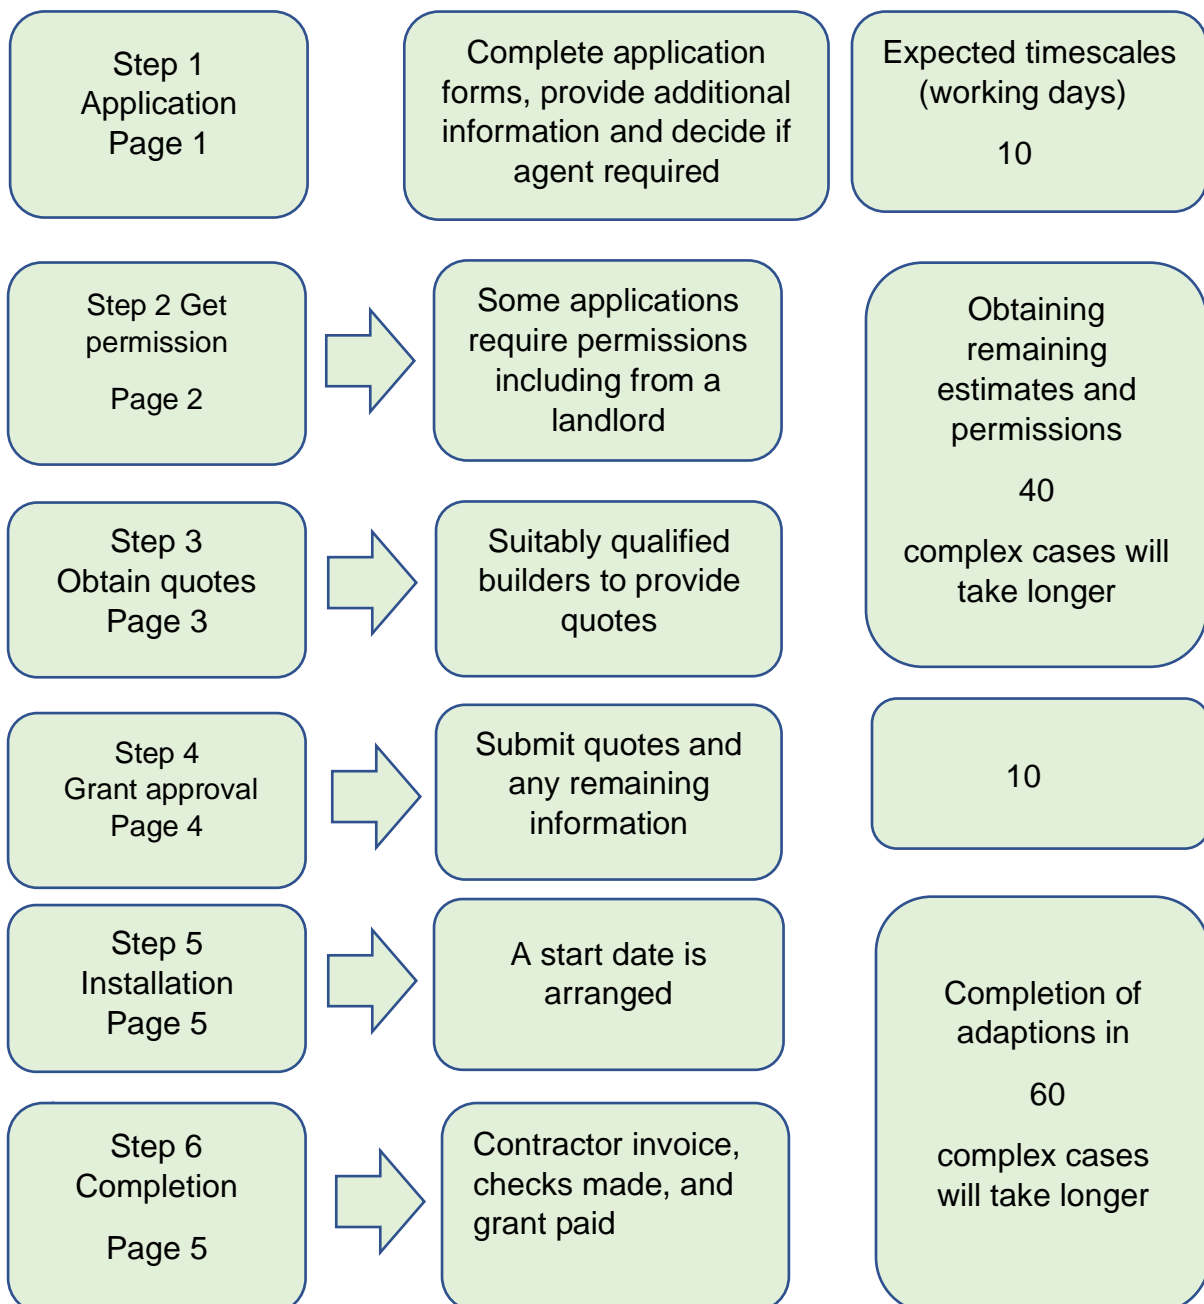 Step 1
Application
Page 1
Complete application
forms, provide additional
information and decide if
agent required
Expected timescales
(working days)
10
Step 2 Get
permission
Page 2
Some applications
require permissions
including from a
landlord
Obtaining
remaining
estimates and
permissions
40
complex cases will
take longer
Step 3
Obtain quotes
Page 3
Suitably qualified
builders to provide
quotes
Step 4
Grant approval
Page 4
Submit quotes and
any remaining
information
10
Step 5
Installation
Page 5
A start date is
arranged
Completion of
adaptions in
60
complex cases
will take longer
Step 6
Completion
Page 5
Contractor invoice,
checks made, and
grant paid